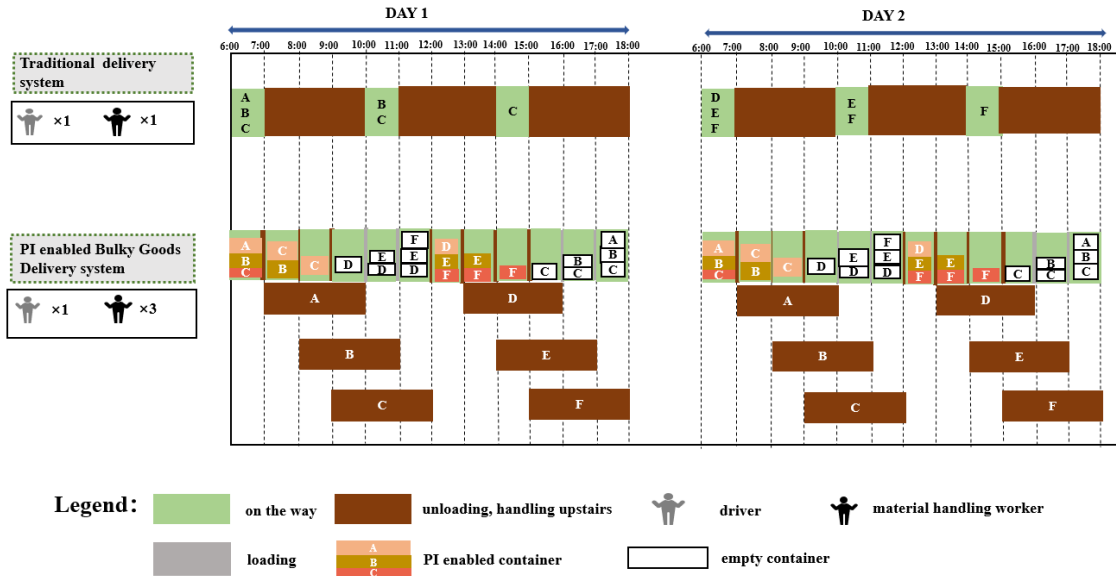 DAY 1
DAY 2
6:00 7:00 8:00 9:00 10:00 11:00 12:00 13:00 14:00 15:00 16:00 17:00 18:00
6:00 7:00 8:00 9:00 10:00 11:00 12:00 13:00 14:00 15:00 16:00 17:00 18:00
Traditional delivery
system
×1 ×1
A B C
B C
C
D E F
E F
F
PI enabled Bulky Goods
Delivery system
×1 ×3
A C F D A
B B C D E D E D E F E F F C B C B C
C
A C F D A
B B C D E D E D E F E F F C B C B C
C
A D A D
B E B E
C F C F
Legend:
on the way
unloading, handling upstairs
driver
material handling worker
loading
A
B
C
PI enabled container
empty container